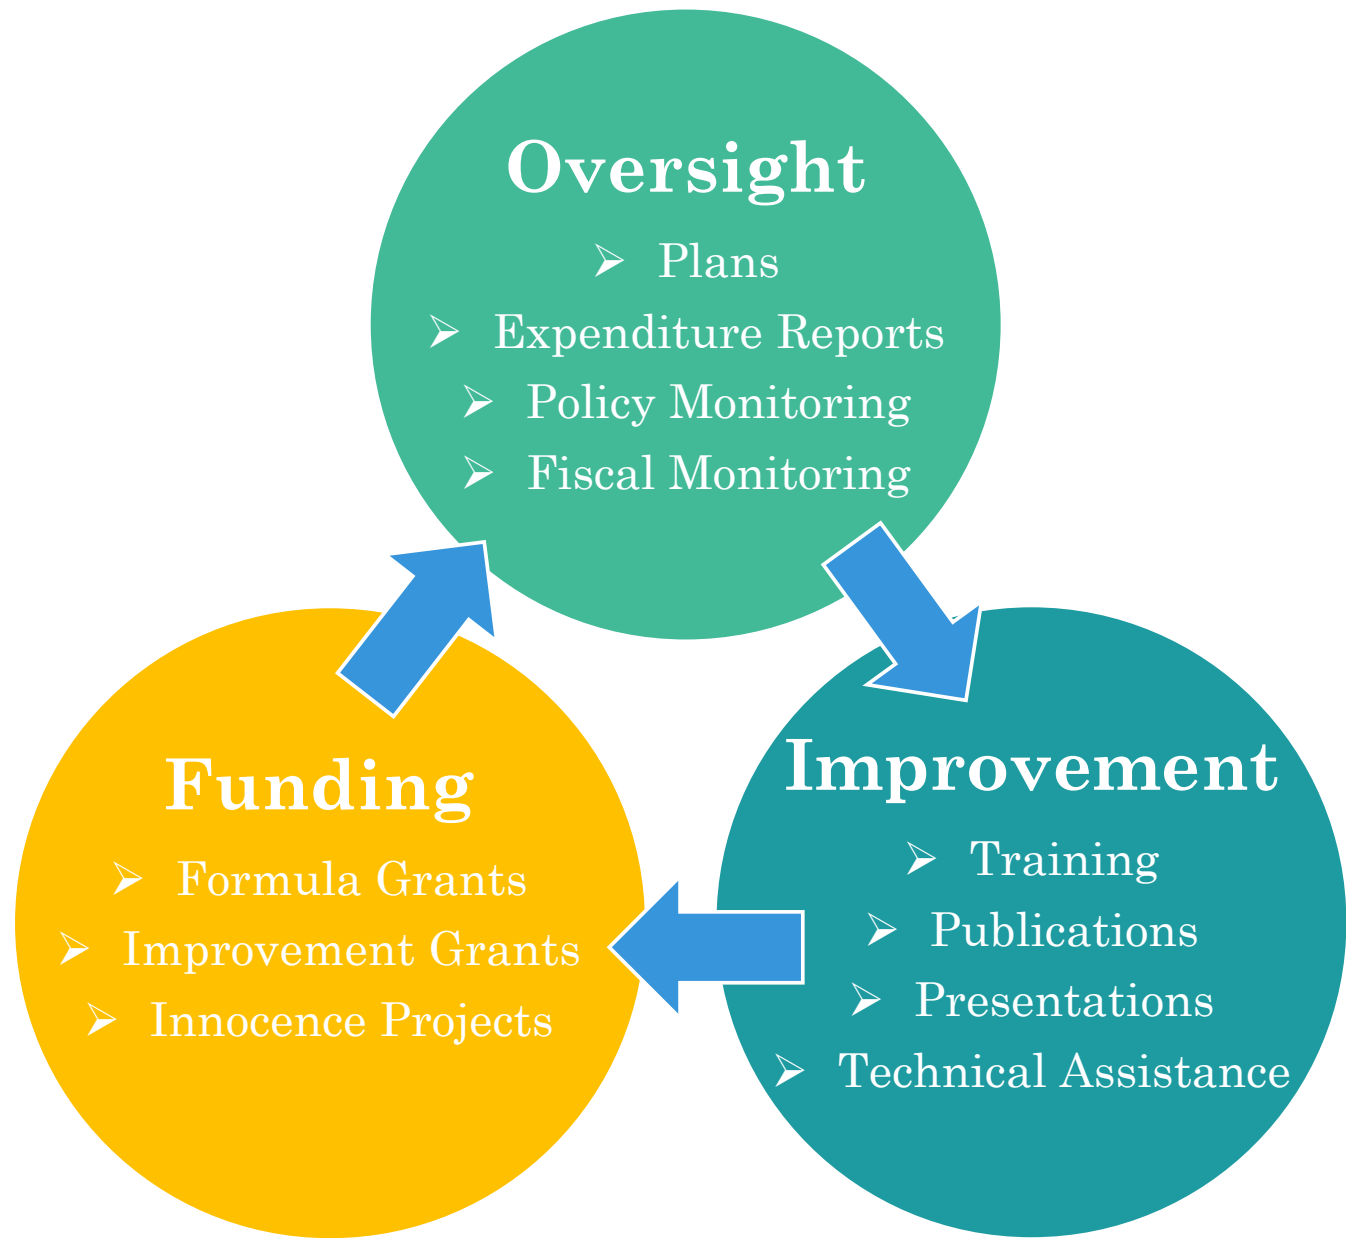 Oversight
➢ Plans
➢ Expenditure Reports
➢ Policy Monitoring
➢ Fiscal Monitoring
Improvement
➢ Training
➢ Publications
➢ Presentations
➢ Technical Assistance
Funding
➢ Formula Grants
➢ Improvement Grants
➢ Innocence Projects